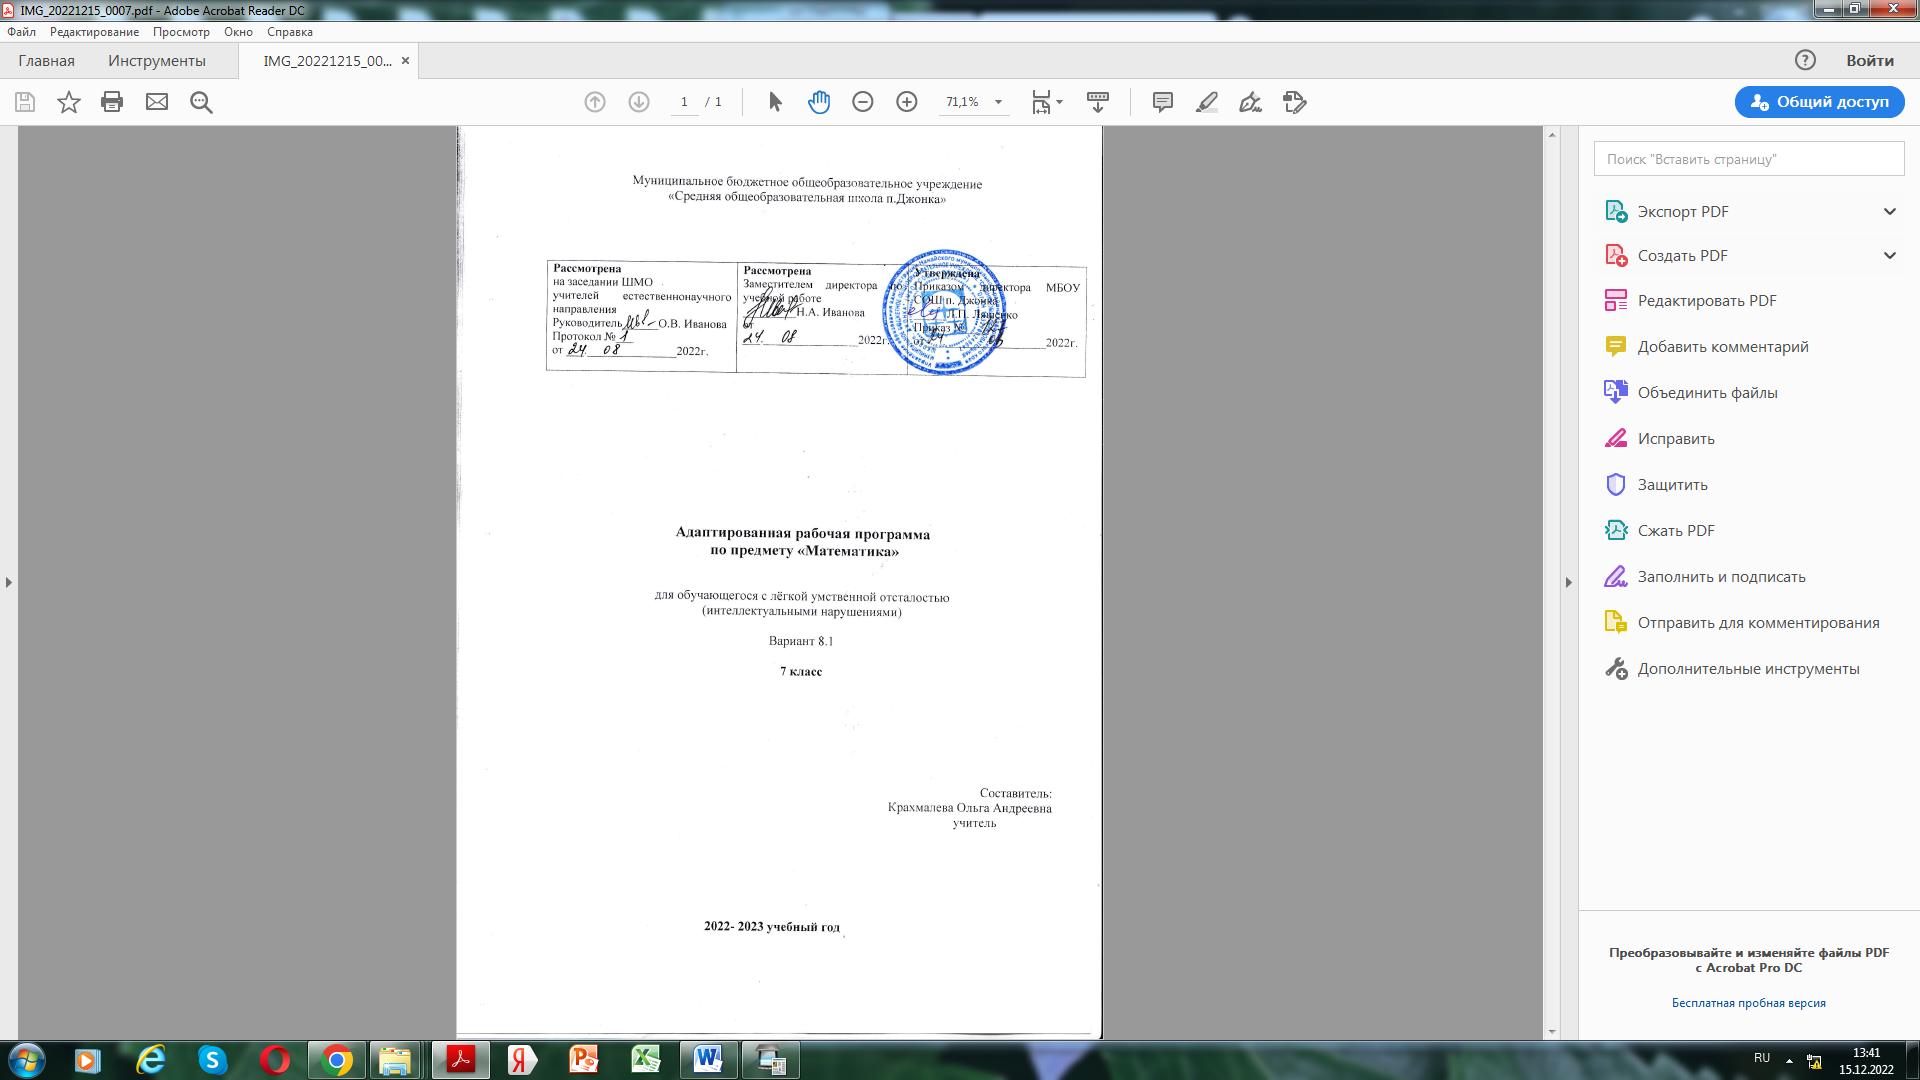 IMG_20221215_0007.pdf - Adobe Acrobat Reader DC
Файл Редактирование Просмотр Окно Справка
Главная Инструменты IMG_20221215_00... × Войти
1 / 1 71,1% Общий доступ
Муниципальное бюджетное общеобразовательное учреждение
«Средняя общеобразовательная школа п.Джонка»
Рассмотрена
на заседании ШМО
учителей естественнонаучного
направления
Руководитель О.В. Иванова
Протокол № 1
от 24. 08 2022г.
Рассмотрена
Заместителем директора по
учебной работе
Н.А. Иванова
от
24. 08 2022г.
Утверждена
Приказом директора МБОУ
СОШ п. Джонка
Л.П. Ляшенко
Приказ №
от 24 08 2022г.
Адаптированная рабочая программа
по предмету «Математика»
для обучающегося с лёгкой умственной отсталостью
(интеллектуальными нарушениями)
Вариант 8.1
7 класс
Составитель:
Крахмалева Ольга Андреевна
учитель
2022- 2023 учебный год
Поиск "Вставить страницу"
Экспорт PDF
Создать PDF
Редактировать PDF
Добавить комментарий
Объединить файлы
Исправить
Защитить
Сжать PDF
Заполнить и подписать
Отправить для комментирования
Дополнительные инструменты
Преобразовывайте и изменяйте файлы PDF
с Acrobat Pro DC
Бесплатная пробная версия
RU
13:41
15.12.2022